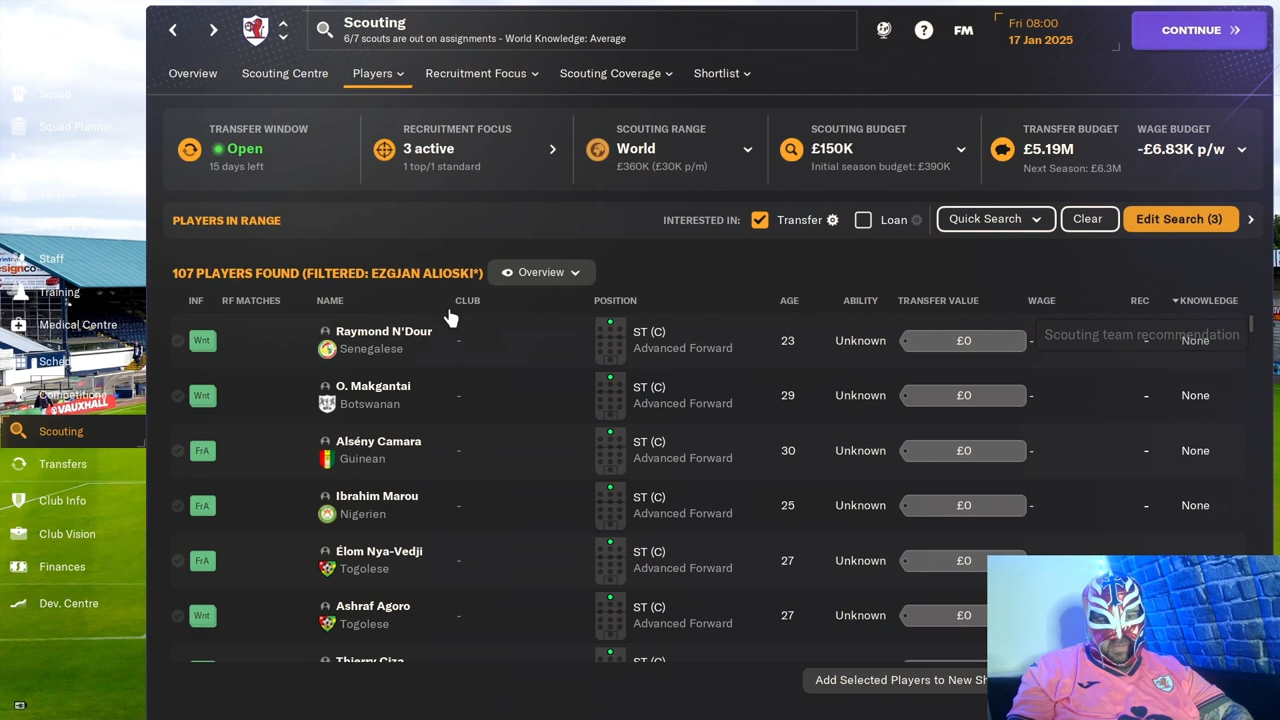 Scouting
6/7 scouts are out on assignments - World Knowledge: Average
FM
Fri 08:00
17 Jan 2025
CONTINUE
Overview
Scouting Centre
Players
Recruitment Focus
Scouting Coverage
Shortlist
TRANSFER WINDOW
Open
15 days left
RECRUITMENT FOCUS
3 active
1 top/1 standard
SCOUTING RANGE
World
£360K (£30K p/m)
SCOUTING BUDGET
£150K
Initial season budget: £390K
TRANSFER BUDGET
£5.19M
Next Season: £6.3M
WAGE BUDGET
-£6.83K p/w
PLAYERS IN RANGE
INTERESTED IN:
Transfer
Loan
Quick Search
Clear
Edit Search (3)
107 PLAYERS FOUND (FILTERED: EZGJAN ALIOSKI*)
Overview
INF RF MATCHES NAME CLUB POSITION AGE ABILITY TRANSFER VALUE WAGE REC KNOWLEDGE
Scouting team recommendation
Wnt Raymond N'Dour - ST (C) 23 Unknown £0 - None
Senegalese Advanced Forward
Wnt O. Makgantai - ST (C) 29 Unknown £0 - - None
Botswanan Advanced Forward
FrA Alsény Camara - ST (C) 30 Unknown £0 - - None
Guinean Advanced Forward
FrA Ibrahim Marou - ST (C) 25 Unknown £0 - - None
Nigerien Advanced Forward
FrA Élom Nya-Vedji - ST (C) 27 Unknown £0
Togolese Advanced Forward
Wnt Ashraf Agoro - ST (C) 27 Unknown £0
Togolese Advanced Forward
Add Selected Players to New Sh
Squad
Squad Planner
Staff
Training
Medical Centre
Sched
Competitions
VAUXHALL
Scouting
Transfers
Club Info
Club Vision
Finances
Dev. Centre